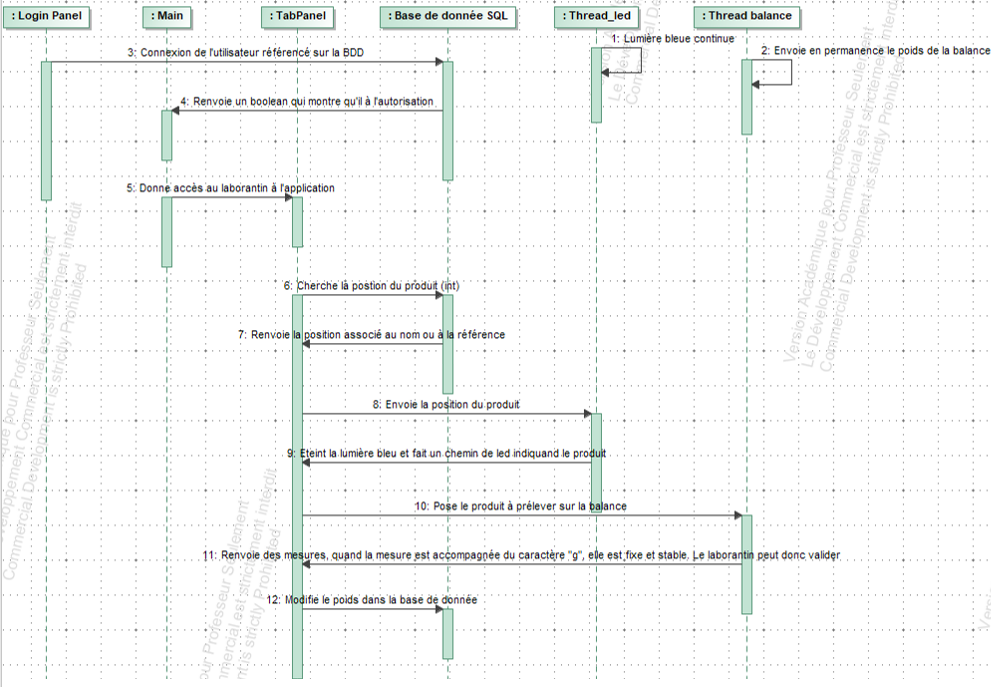 : Login Panel
: Main
: TabPanel
: Base de donnée SQL
: Thread_led
: Thread balance
1: Lumière bleue continue
2: Envoie en permanence le poids de la balance
3: Connexion de l'utilisateur référencé sur la BDD
4: Renvoie un boolean qui montre qu'il à l'autorisation
5: Donne accès au laborantin à l'application
6: Cherche la postion du produit (int)
7: Renvoie la position associé au nom ou à la référence
8: Envoie la position du produit
9: Eteint la lumière bleu et fait un chemin de led indiquand le produit
10: Pose le produit à prélever sur la balance
11: Renvoie des mesures, quand la mesure est accompagnée du caractère "g", elle est fixe et stable. Le laborantin peut donc valider
12: Modifie le poids dans la base de donnée
Version Académique pour Professeur Seulement
Le Développement Commercial est strictement interdit
Commercial Development is strictly Prohibited